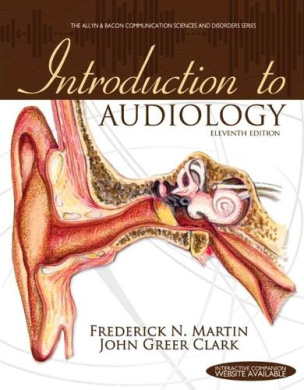 THE ALLYN & BACON COMMUNICATION SCIENCES AND DISORDERS SERIES
Introduction to
AUDIOLOGY
ELEVENTH EDITION
FREDERICK N. MARTIN
JOHN GREER CLARK
INTERACTIVE COMPANION
WEBSITE AVAILABLE